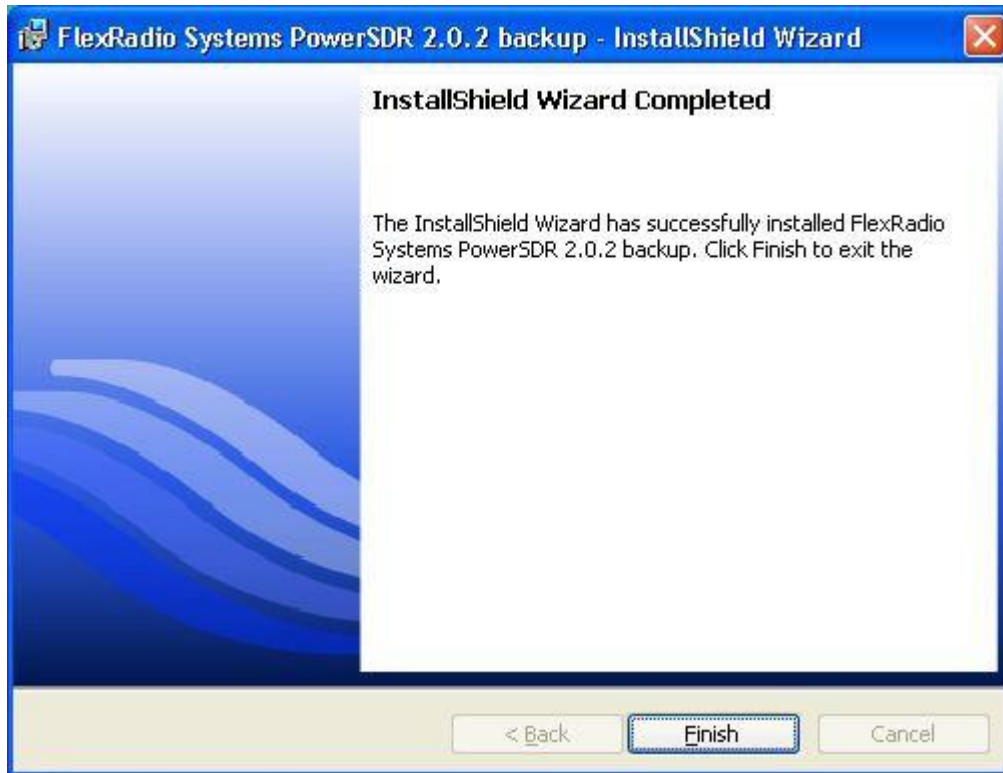 FlexRadio Systems PowerSDR 2.0.2 backup - InstallShield Wizard
InstallShield Wizard Completed
The InstallShield Wizard has successfully installed FlexRadio
Systems PowerSDR 2.0.2 backup. Click Finish to exit the
wizard.
< Back Finish Cancel